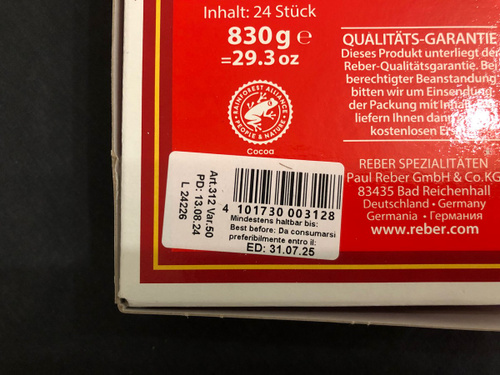 Inhalt: 24 Stück
830 g e
=29.3 oz
RAINFOREST ALLIANCE
PEOPLE & NATURE
Cocoa
QUALITÄTS-GARANTIE
Dieses Produkt unterliegt der
Reber-Qualitätsgarantie. Bei
berechtigter Beanstandung
bitten wir um Einsendung
der Packung mit
liefern Ihnen
kostenlosen
REBER SPEZIALITÄTEN
Paul Reber GmbH & Co.KG
83435 Bad Reichenhall
Deutschland • Germany
Germania • Германия
www.reber.com
Art.312 Var.50
PD: 13.08.24
L 24226
4 101730 003128
Mindestens haltbar bis:
Best before: Da consumarsi
preferibilmente entro il:
ED: 31.07.25